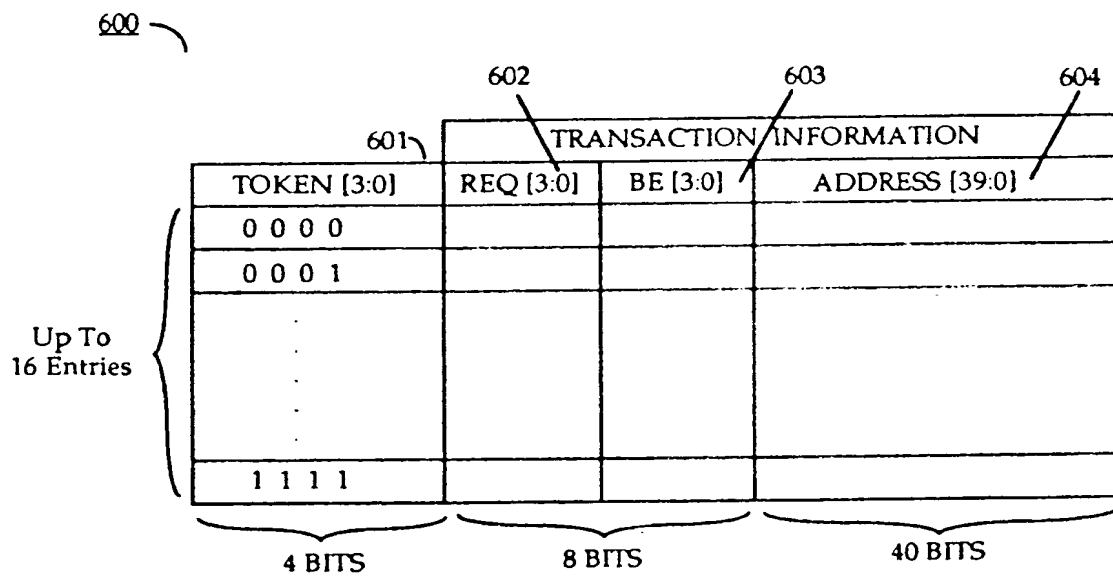 600
602 603 604
601 TRANSACTION INFORMATION
TOKEN [3:0] REQ [3:0] BE [3:0] ADDRESS [39:0]
0 0 0 0
0 0 0 1
Up To
16 Entries
1 1 1 1
4 BITS 8 BITS 40 BITS